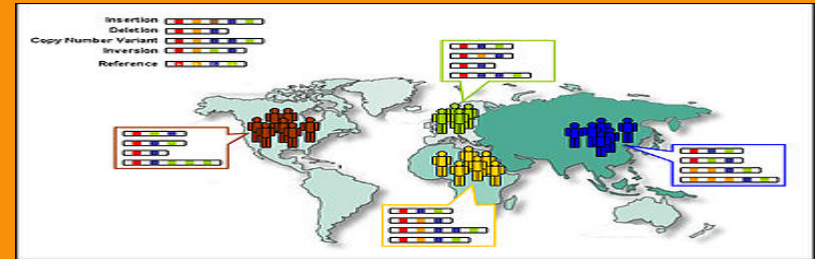 Insertion
Deletion
Copy Number Variant
Inversion
Reference